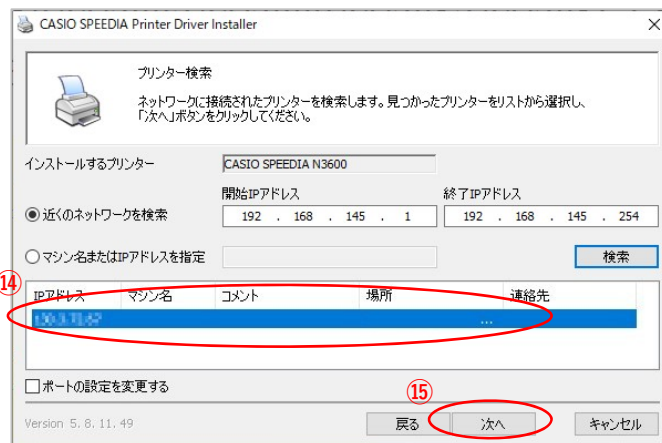 CASIO SPEEDIA Printer Driver Installer
プリンター検索
ネットワークに接続されたプリンターを検索します。見つかったプリンターをリストから選択し、
「次へ」ボタンをクリックしてください。
インストールするプリンター CASIO SPEEDIA N3600
開始IPアドレス 終了IPアドレス
近くのネットワークを検索 192 . 168 . 145 . 1 192 . 168 . 145 . 254
マシン名またはIPアドレスを指定 検索
⑭
IPアドレス マシン名 コメント 場所 連絡先
...
ポートの設定を変更する
⑮
Version 5.8.11.49 戻る 次へ キャンセル